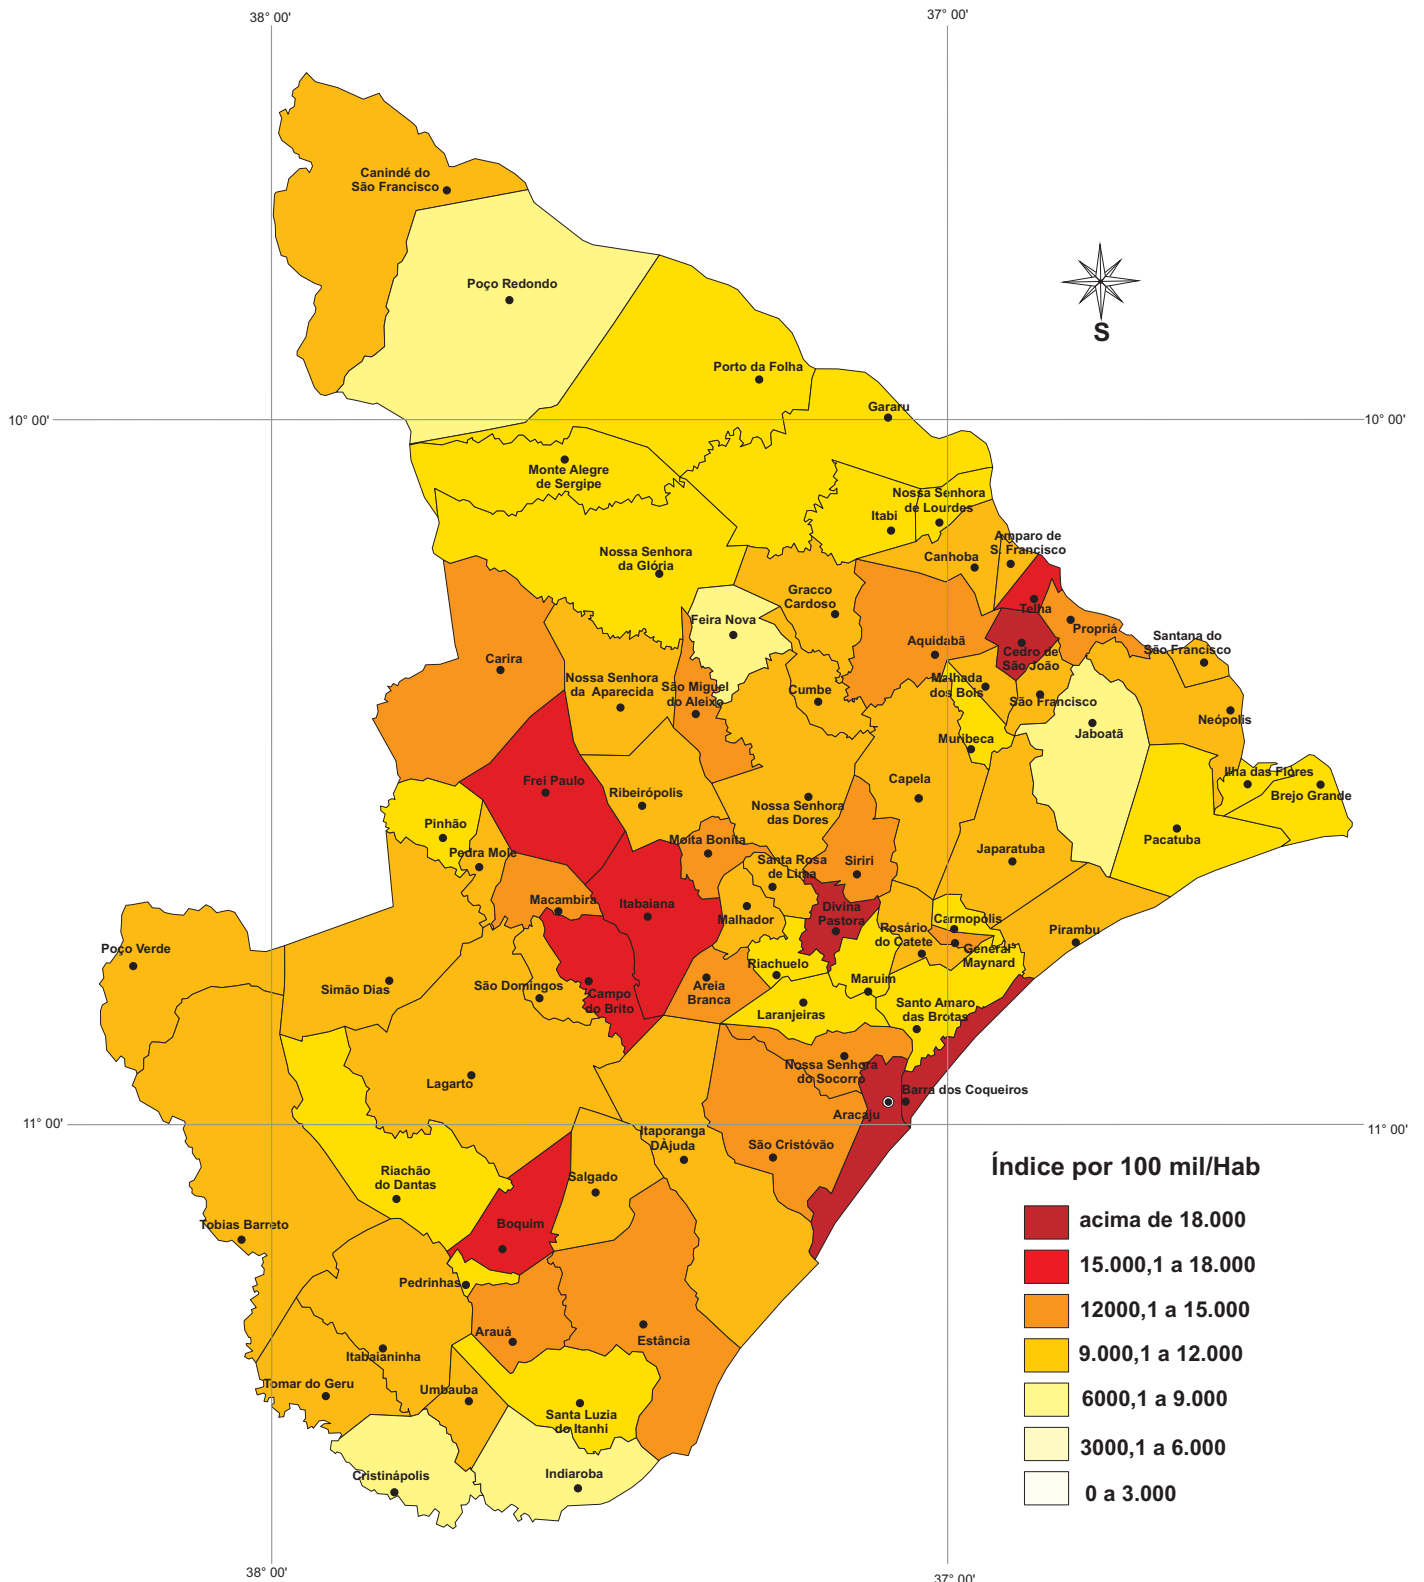 38° 00'
37° 00'
Canindé do
São Francisco
Poço Redondo
S
Porto da Folha
10° 00'
Gararu
10° 00'
Monte Alegre
de Sergipe
Nossa Senhora
de Lourdes
Itabi
Nossa Senhora
da Glória
Amparo de
S. Francisco
Canhoba
Gracco
Cardoso
Telha
Feira Nova
Propriá
Aquidabã
Santana do
São Francisco
Cedro de
São João
Carira
Nossa Senhora
da Aparecida
São Miguel
do Aleixo
Cumbe
Malhada
dos Bois
São Francisco
Neópolis
Jaboatã
Muribeca
Frei Paulo
Ribeirópolis
Capela
Ilha das Flores
Brejo Grande
Nossa Senhora
das Dores
Pinhão
Moita Bonita
Pacatuba
Pedra Mole
Santa Rosa
de Lima
Siriri
Japaratuba
Macambira
Itabaiana
Malhador
Divina
Pastora
Carmopolis
Rosário
do Catete
Pirambu
Poço Verde
General
Maynard
Riachuelo
Simão Dias
São Domingos
Campo
do Brito
Areia
Branca
Maruim
Laranjeiras
Santo Amaro
das Brotas
Lagarto
Nossa Senhora
do Socorro
Barra dos Coqueiros
Aracaju
11° 00'
11° 00'
Itaporanga
DÀjuda
São Cristóvão
Riachão
do Dantas
Salgado
Índice por 100 mil/Hab
Tobias Barreto
Boquim
acima de 18.000
Pedrinhas
15.000,1 a 18.000
12000,1 a 15.000
Arauá
Estância
Itabaianinha
9.000,1 a 12.000
Tomar do Geru
Umbauba
6000,1 a 9.000
Santa Luzia
do Itanhi
3000,1 a 6.000
Cristinápolis
Indiaroba
0 a 3.000
38° 00'
37° 00'